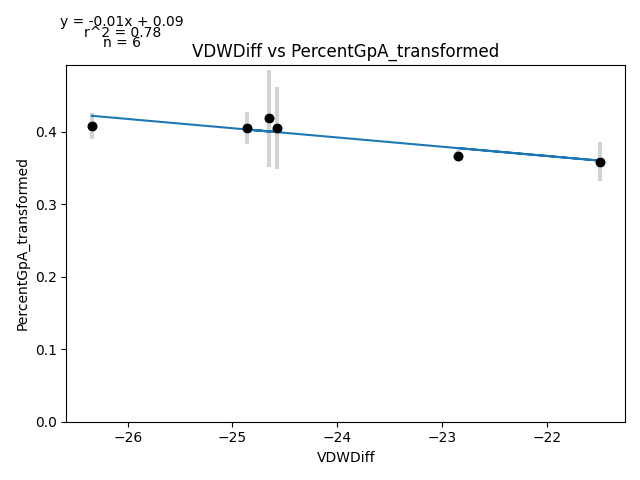 y = -0.01x + 0.09
r^2 = 0.78
n = 6
VDWDiff vs PercentGpA_transformed
PercentGpA_transformed
0.4
0.3
0.2
0.1
0.0
−26
−25
−24
−23
−22
VDWDiff